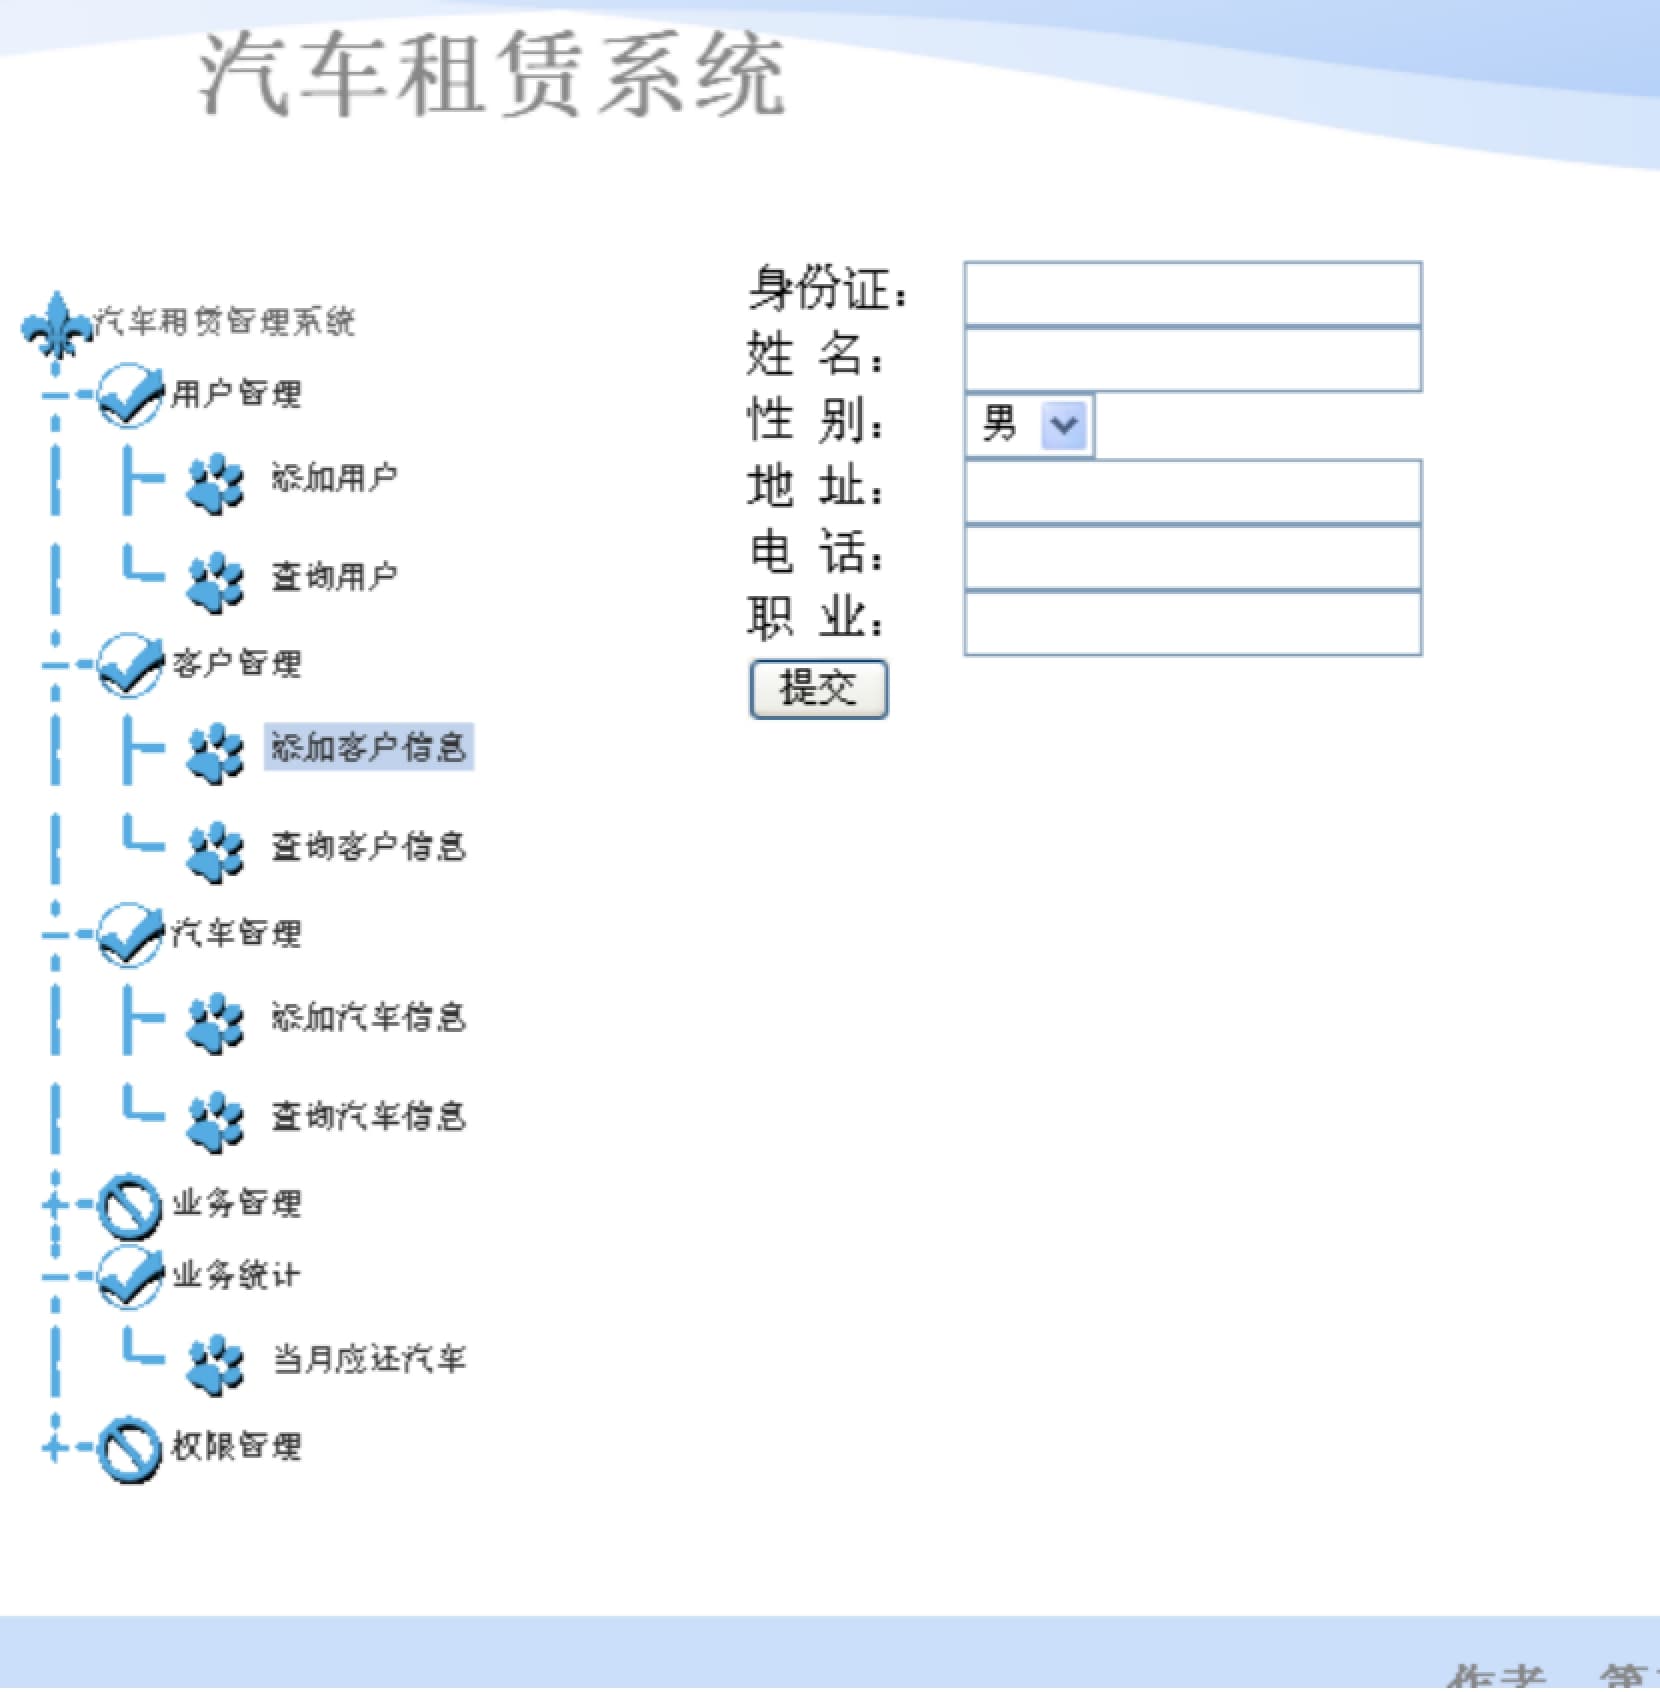 汽车租赁系统
汽车租赁管理系统
用户管理
添加用户
查询用户
客户管理
添加客户信息
查询客户信息
汽车管理
添加汽车信息
查询汽车信息
业务管理
业务统计
当月应还汽车
权限管理
身份证：
姓 名：
性 别： 男
地 址：
电 话：
职 业：
提交
作者 第